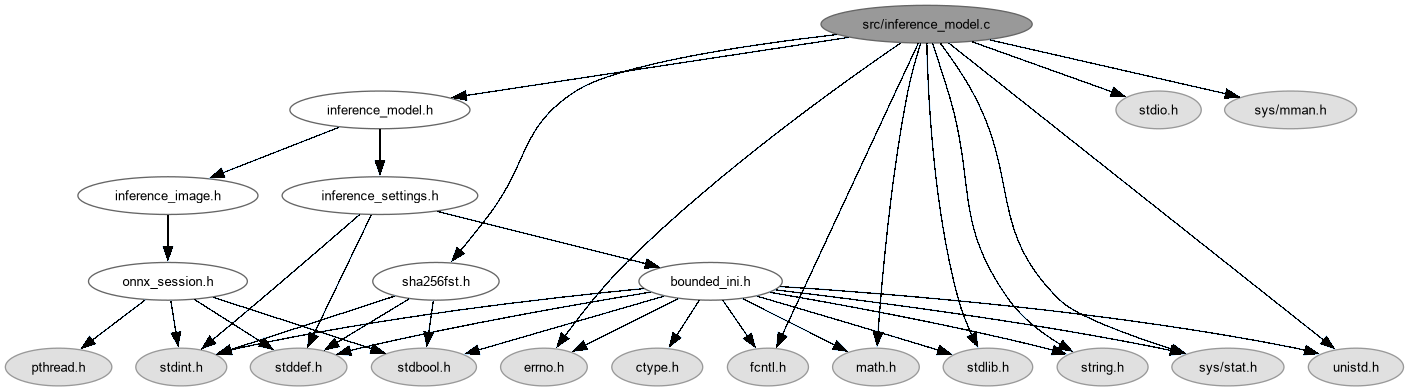 src/inference_model.c
inference_model.h
stdio.h
sys/mman.h
inference_image.h
inference_settings.h
onnx_session.h
sha256fst.h
bounded_ini.h
pthread.h
stdint.h
stddef.h
stdbool.h
errno.h
ctype.h
fcntl.h
math.h
stdlib.h
string.h
sys/stat.h
unistd.h